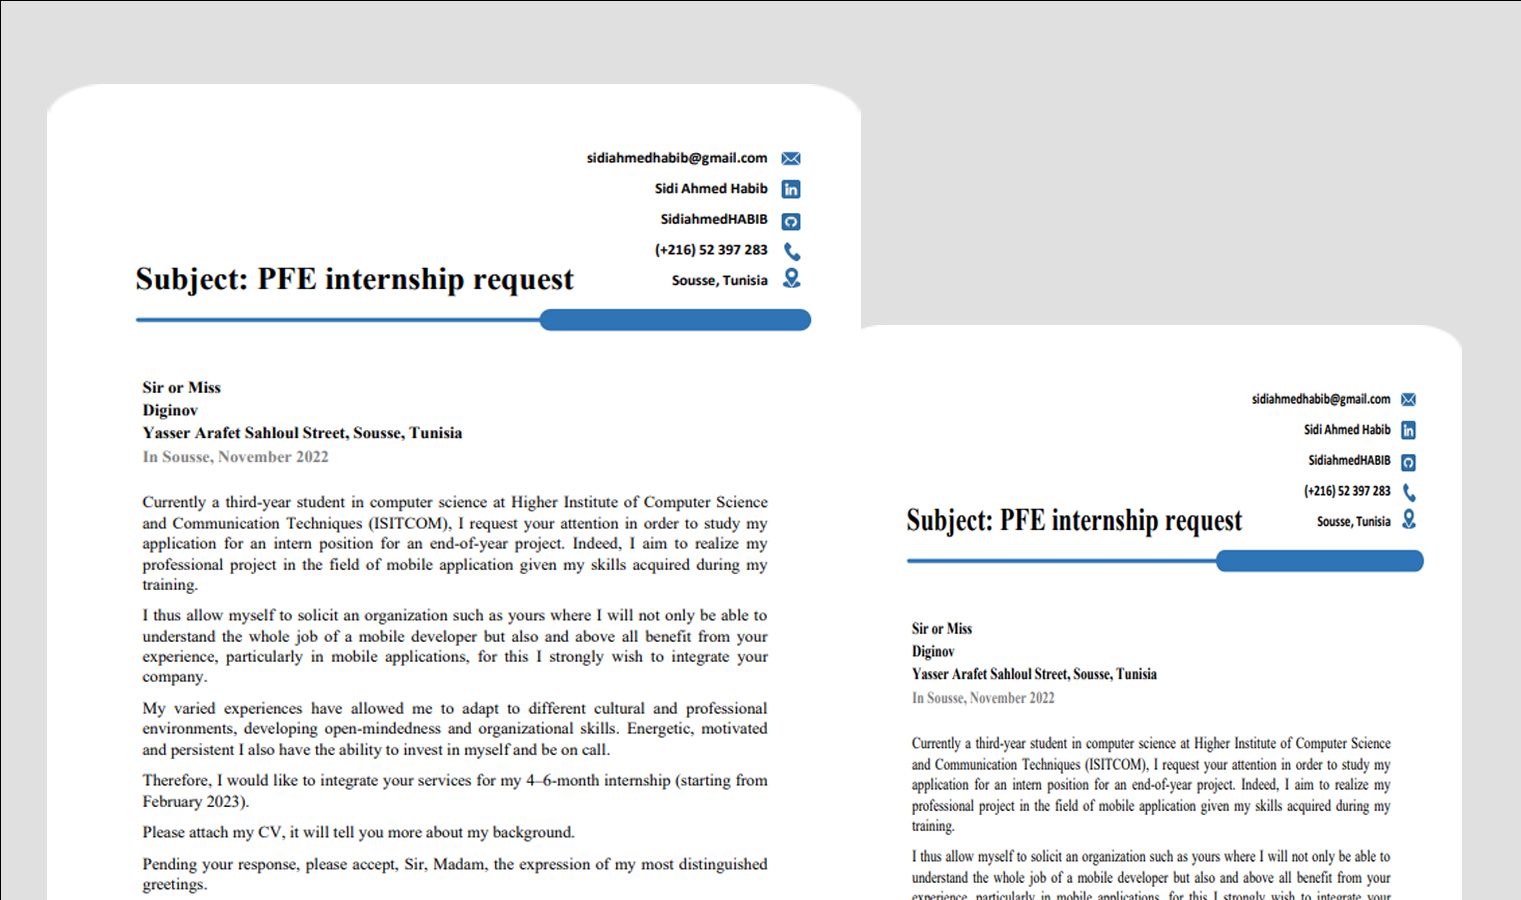 sidiahmedhabib@gmail.com
Sidi Ahmed Habib
SidiahmedHABIB
(+216) 52 397 283
Sousse, Tunisia
Subject: PFE internship request
Sir or Miss
Diginov
Yasser Arafet Sahloul Street, Sousse, Tunisia
In Sousse, November 2022
Currently a third-year student in computer science at Higher Institute of Computer Science
and Communication Techniques (ISITCOM), I request your attention in order to study my
application for an intern position for an end-of-year project. Indeed, I aim to realize my
professional project in the field of mobile application given my skills acquired during my
training.
I thus allow myself to solicit an organization such as yours where I will not only be able to
understand the whole job of a mobile developer but also and above all benefit from your
experience, particularly in mobile applications, for this I strongly wish to integrate your
company.
My varied experiences have allowed me to adapt to different cultural and professional
environments, developing open-mindedness and organizational skills. Energetic, motivated
and persistent I also have the ability to invest in myself and be on call.
Therefore, I would like to integrate your services for my 4–6-month internship (starting from
February 2023).
Please attach my CV, it will tell you more about my background.
Pending your response, please accept, Sir, Madam, the expression of my most distinguished
greetings.
sidiahmedhabib@gmail.com
Sidi Ahmed Habib
SidiahmedHABIB
(+216) 52 397 283
Sousse, Tunisia
Subject: PFE internship request
Sir or Miss
Diginov
Yasser Arafet Sahloul Street, Sousse, Tunisia
In Sousse, November 2022
Currently a third-year student in computer science at Higher Institute of Computer Science
and Communication Techniques (ISITCOM), I request your attention in order to study my
application for an intern position for an end-of-year project. Indeed, I aim to realize my
professional project in the field of mobile application given my skills acquired during my
training.
I thus allow myself to solicit an organization such as yours where I will not only be able to
understand the whole job of a mobile developer but also and above all benefit from your
experience, particularly in mobile applications, for this I strongly wish to integrate your